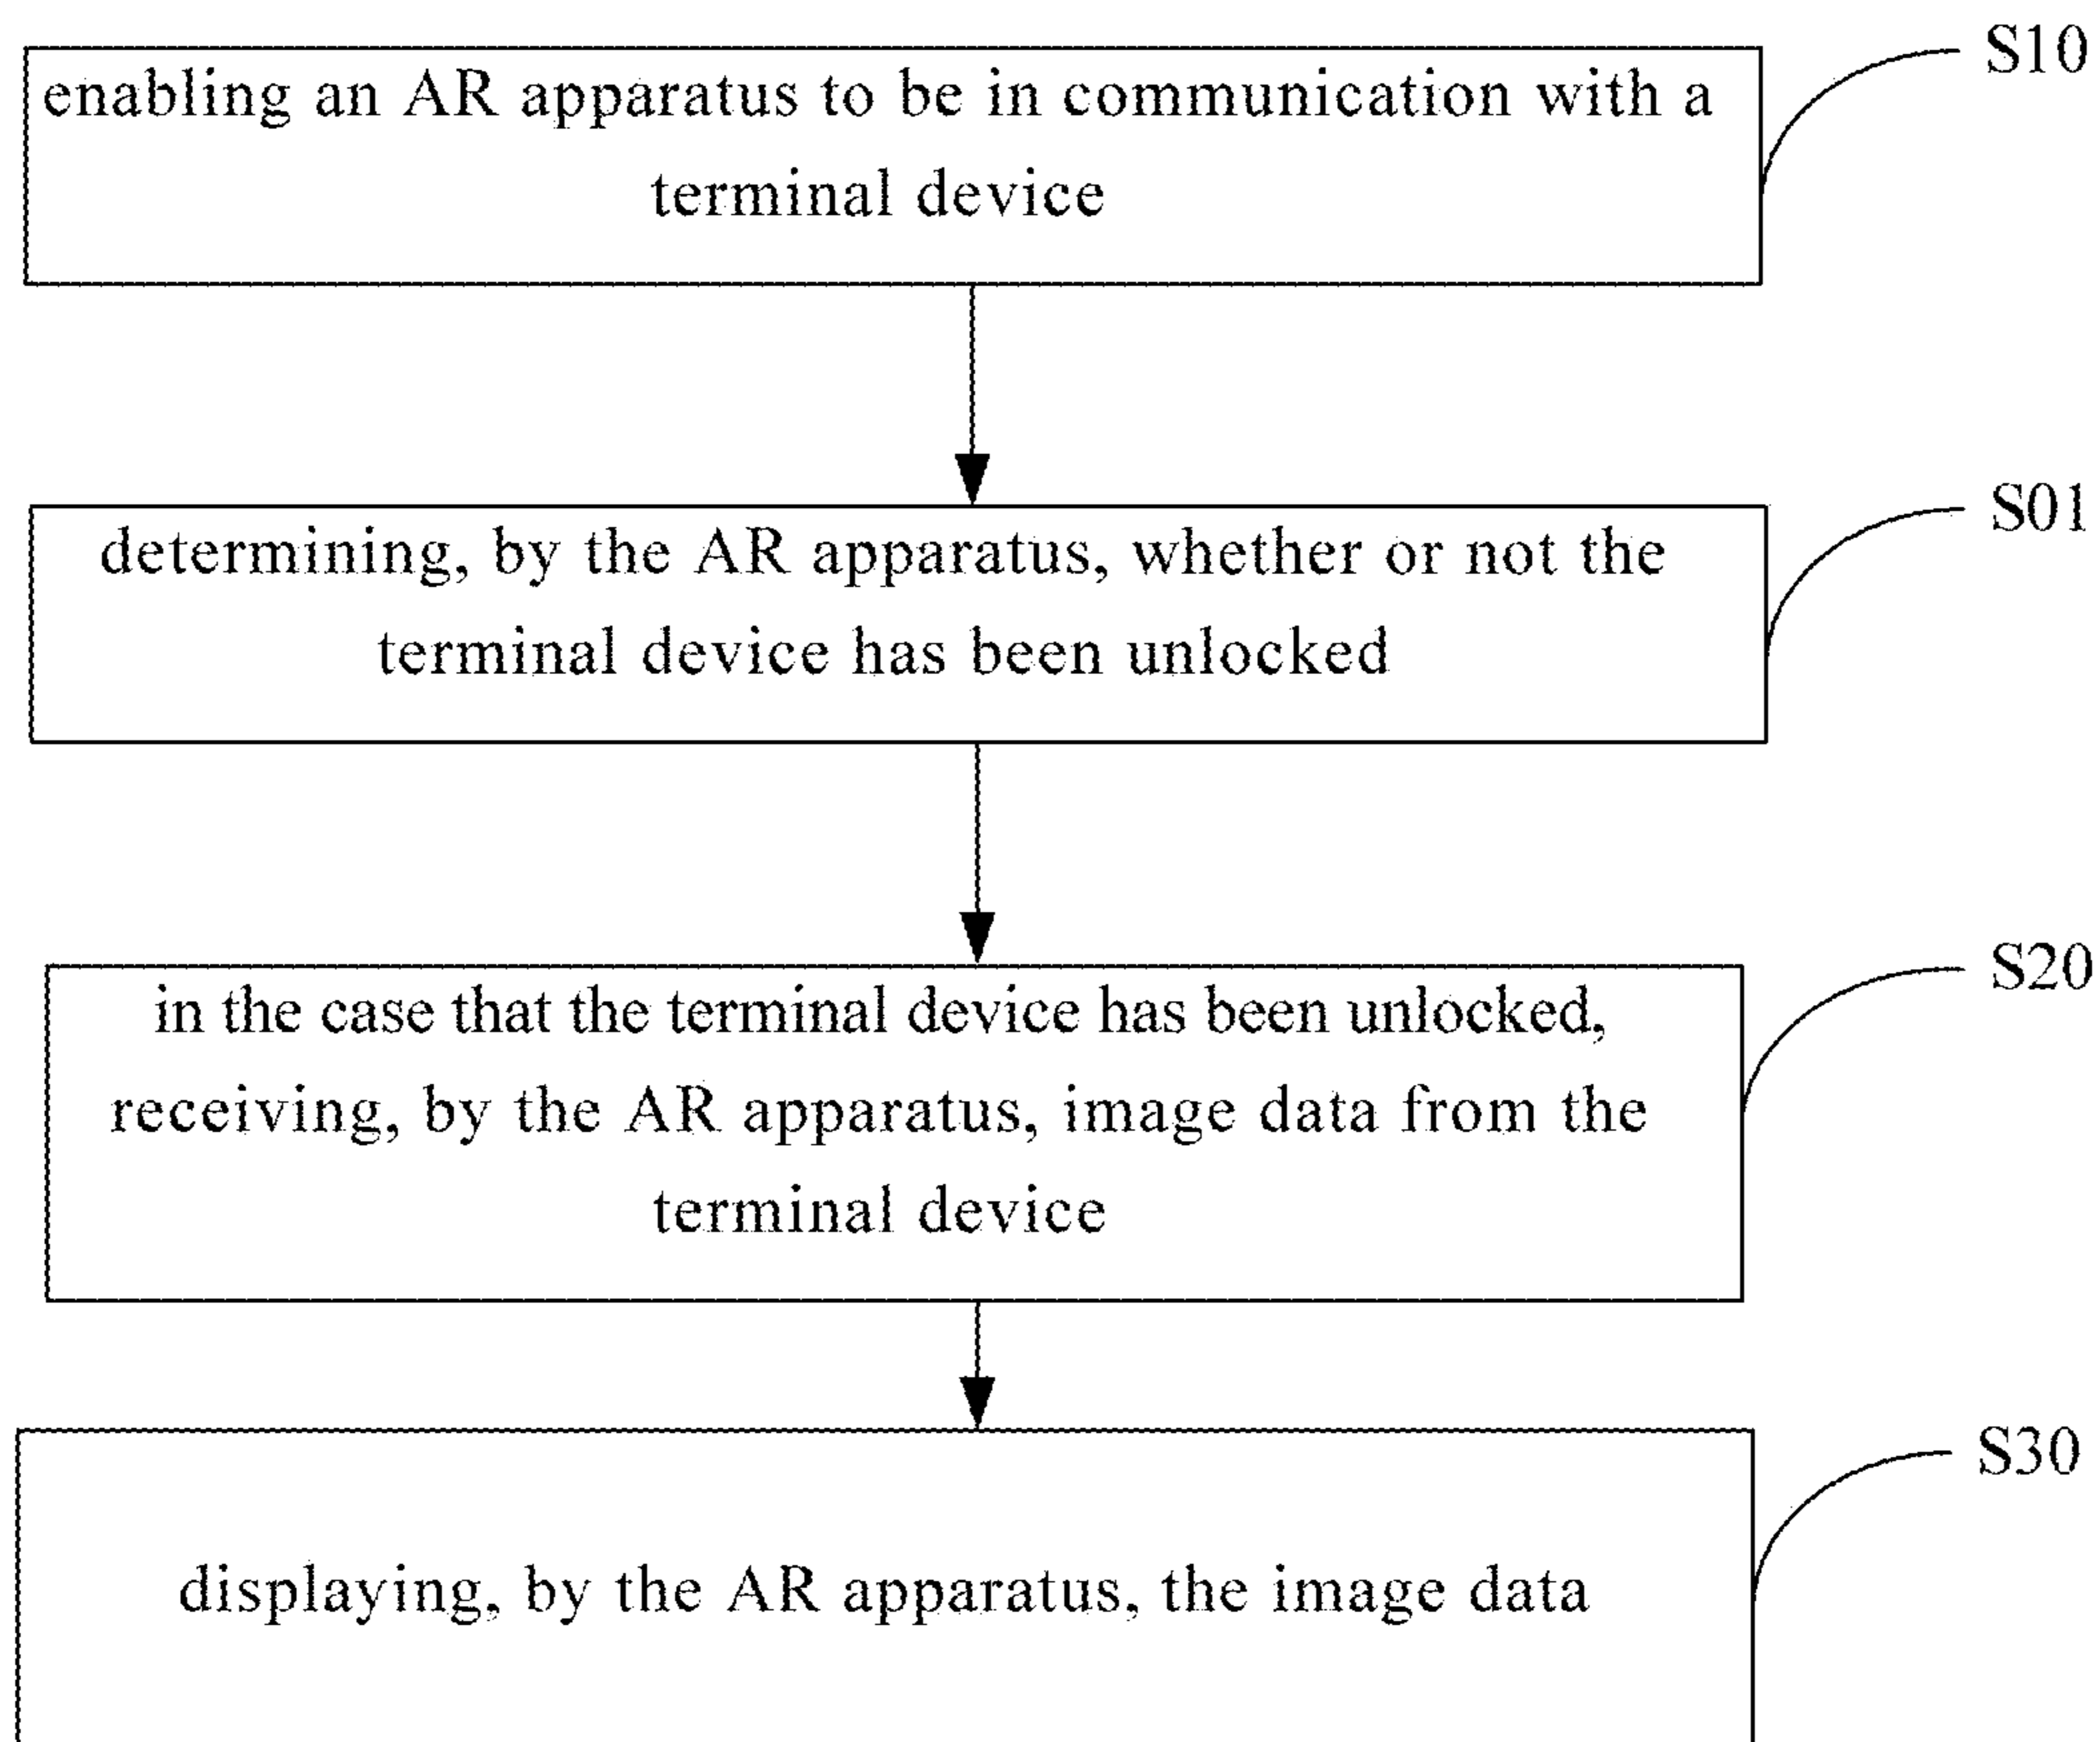 S10
enabling an AR apparatus to be in communication with a
terminal device
S01
determining, by the AR apparatus, whether or not the
terminal device has been unlocked
S20
in the case that the terminal device has been unlocked,
receiving, by the AR apparatus, image data from the
terminal device
S30
displaying, by the AR apparatus, the image data